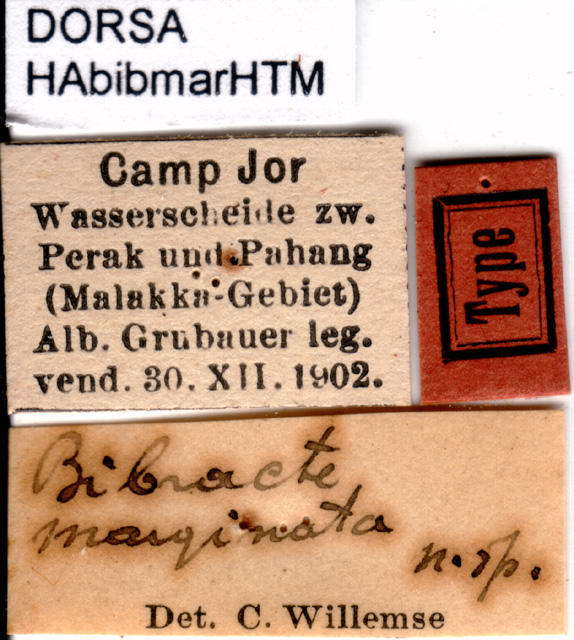 DORSA
HAbibmarHTM
Camp Jor
Wasserscheide zw.
Perak und Pahang
(Malakka-Gebiet)
Alb. Grubauer leg.
vend. 30. XII. 1902.
Type
Bibracte
marginata
n. sp.
Det. C. Willemse